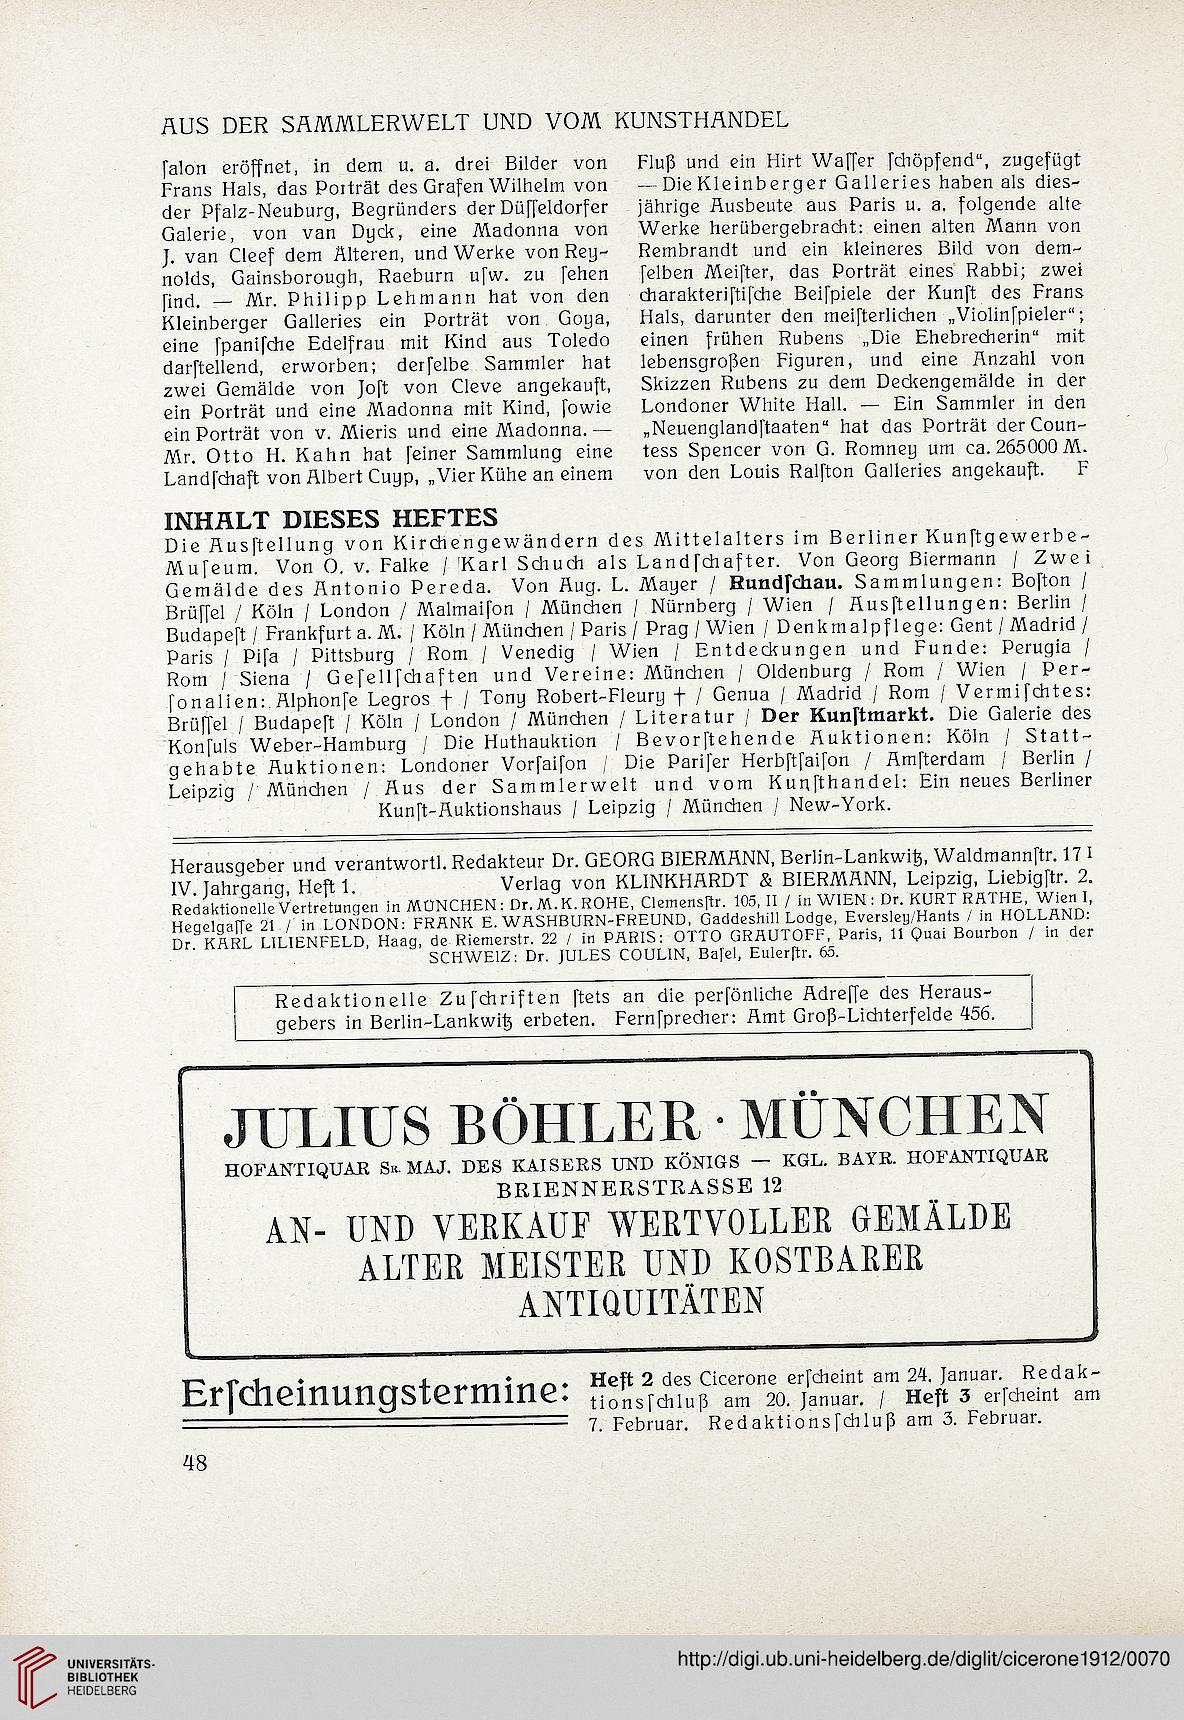 AUS DER SAMMLERWELT UND VOM KUNSTHANDEL
ſalon eröffnet, in dem u. a. drei Bilder von
Frans Hals, das Porträt des Grafen Wilhelm von
der Pfalz-Neuburg, Begründers der Düſſeldorfer
Galerie, von van Dyck, eine Madonna von
J. van Cleef dem Älteren, und Werke von Rey-
nolds, Gainsborough, Raeburn uſw. zu ſehen
ſind. — Mr. Philipp Lehmann hat von den
Kleinberger Galleries ein Porträt von Goya,
eine ſpaniſche Edelfrau mit Kind aus Toledo
darſtellend, erworben; derſelbe Sammler hat
zwei Gemälde von Joſt von Cleve angekauft,
ein Porträt und eine Madonna mit Kind, ſowie
ein Porträt von v. Mieris und eine Madonna. —
Mr. Otto H. Kahn hat ſeiner Sammlung eine
Landſchaft von Albert Cuyp, „Vier Kühe an einem
Fluß und ein Hirt Waſſer ſchöpfend“, zugefügt
— Die Kleinberger Galleries haben als dies-
jährige Ausbeute aus Paris u. a. folgende alte
Werke herübergebracht: einen alten Mann von
Rembrandt und ein kleineres Bild von dem-
ſelben Meiſter, das Porträt eines Rabbi; zwei
charakteriſtiſche Beiſpiele der Kunſt des Frans
Hals, darunter den meiſterlichen „Violinſpieler“;
einen frühen Rubens „Die Ehebrecherin“ mit
lebensgroßen Figuren, und eine Anzahl von
Skizzen Rubens zu dem Deckengemälde in der
Londoner White Hall. — Ein Sammler in den
„Neuenglandſtaaten“ hat das Porträt der Coun-
tess Spencer von G. Romney um ca. 265000 M.
von den Louis Ralſton Galleries angekauft. F
INHALT DIESES HEFTES
Die Ausſtellung von Kirchengewändern des Mittelalters im Berliner Kunſtgewerbe-
Muſeum. Von O. v. Falke / Karl Schuch als Landſchafter. Von Georg Biermann / Zwei
Gemälde des Antonio Pereda. Von Aug. L. Mayer / Rundſchau. Sammlungen: Boſton /
Brüſſel / Köln / London / Malmaiſon / München / Nürnberg / Wien / Ausſtellungen: Berlin /
Budapeſt / Frankfurt a. M. / Köln / München / Paris / Prag / Wien / Denkmalpflege: Gent / Madrid /
Paris / Piſa / Pittsburg / Rom / Venedig / Wien / Entdeckungen und Funde: Perugia /
Rom / Siena / Geſellſchaften und Vereine: München / Oldenburg / Rom / Wien / Per-
ſonalien: Alphonſe Legros † / Tony Robert-Fleury † / Genua / Madrid / Rom / Vermiſchtes:
Brüſſel / Budapeſt / Köln / London / München / Literatur / Der Kunſtmarkt. Die Galerie des
Konſuls Weber-Hamburg / Die Huthauktion / Bevorſtehende Auktionen: Köln / Statt-
gehabte Auktionen: Londoner Vorſaiſon / Die Pariſer Herbſtſaiſon / Amſterdam / Berlin /
Leipzig / München / Aus der Sammlerwelt und vom Kunſthandel: Ein neues Berliner
Kunſt-Auktionshaus / Leipzig / München / New-York.
Herausgeber und verantwortl. Redakteur Dr. GEORG BIERMANN, Berlin-Lankwitz, Waldmannſtr. 17 I
IV. Jahrgang, Heft 1. Verlag von KLINKHARDT & BIERMANN, Leipzig, Liebigſtr. 2.
Redaktionelle Vertretungen in MÜNCHEN: Dr. M. K. ROHE, Clemensſtr. 105, II / in WIEN: Dr. KURT RATHE, Wien I,
Hegelgaſſe 21 / in LONDON: FRANK E. WASHBURN-FREUND, Gaddeshill Lodge, Eversley/Hants / in HOLLAND:
Dr. KARL LILIENFELD, Haag, de Riemerstr. 22 / in PARIS: OTTO GRAUTOFF, Paris, 11 Quai Bourbon / in der
SCHWEIZ: Dr. JULES COULIN, Baſel, Eulerſtr. 65.
Redaktionelle Zuſchriften ſtets an die perſönliche Adreſſe des Heraus-
gebers in Berlin-Lankwitz erbeten. Fernſprecher: Amt Groß-Lichterfelde 456.
JULIUS BÖHLER · MÜNCHEN
HOFANTIQUAR SR. MAJ. DES KAISERS UND KÖNIGS — KGL. BAYR. HOFANTIQUAR
BRIENNERSTRASSE 12
AN- UND VERKAUF WERTVOLLER GEMÄLDE
ALTER MEISTER UND KOSTBARER
ANTIQUITÄTEN
Erſcheinungstermine:
Heft 2 des Cicerone erſcheint am 24. Januar. Redak-
tionsſchluß am 20. Januar. / Heft 3 erſcheint am
7. Februar. Redaktionsſchluß am 3. Februar.
48
UNIVERSITÄTS-
BIBLIOTHEK
HEIDELBERG
http://digi.ub.uni-heidelberg.de/diglit/cicerone1912/0070